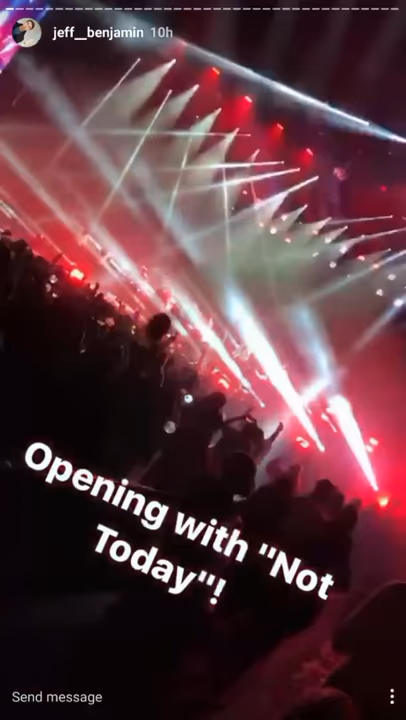 jeff__benjamin 10h
Opening with "Not
Today"!
Send message